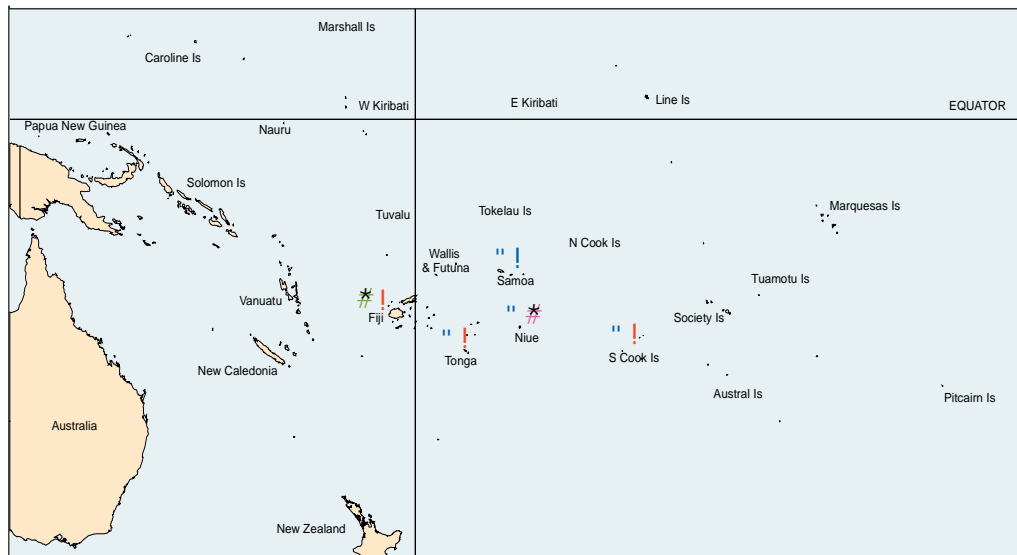 Marshall Is
Caroline Is
W Kiribati
E Kiribati
Line Is
EQUATOR
Papua New Guinea
Nauru
Solomon Is
Tuvalu
Tokelau Is
Marquesas Is
N Cook Is
Wallis
& Futuna
" !
Samoa
Tuamotu Is
Vanuatu
# * !
Fiji
" # *
Niue
Society Is
" !
Tonga
" !
S Cook Is
New Caledonia
Austral Is
Pitcairn Is
Australia
New Zealand